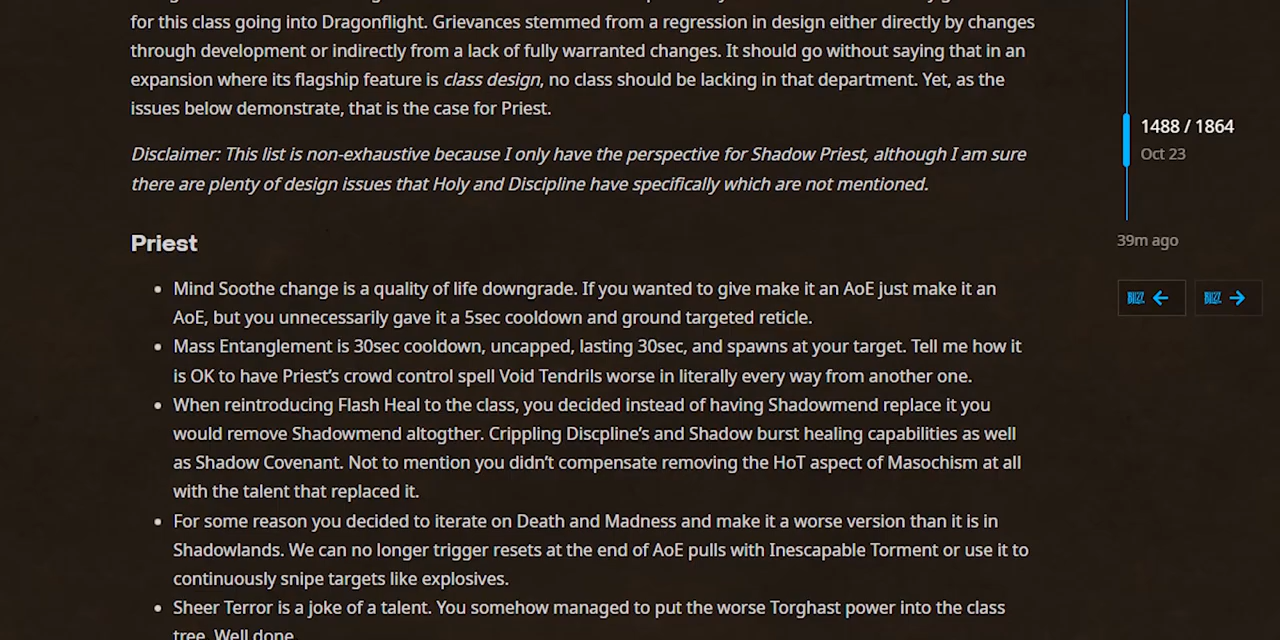 for this class going into Dragonflight. Grievances stemmed from a regression in design either directly by changes
through development or indirectly from a lack of fully warranted changes. It should go without saying that in an
expansion where its flagship feature is class design, no class should be lacking in that department. Yet, as the
issues below demonstrate, that is the case for Priest.
Disclaimer: This list is non-exhaustive because I only have the perspective for Shadow Priest, although I am sure
there are plenty of design issues that Holy and Discipline have specifically which are not mentioned.
Priest
Mind Soothe change is a quality of life downgrade. If you wanted to give make it an AoE just make it an
AoE, but you unnecessarily gave it a 5sec cooldown and ground targeted reticle.
Mass Entanglement is 30sec cooldown, uncapped, lasting 30sec, and spawns at your target. Tell me how it
is OK to have Priest's crowd control spell Void Tendrils worse in literally every way from another one.
When reintroducing Flash Heal to the class, you decided instead of having Shadowmend replace it you
would remove Shadowmend altogther. Crippling Discpline's and Shadow burst healing capabilities as well
as Shadow Covenant. Not to mention you didn't compensate removing the HoT aspect of Masochism at all
with the talent that replaced it.
For some reason you decided to iterate on Death and Madness and make it a worse version than it is in
Shadowlands. We can no longer trigger resets at the end of AoE pulls with Inescapable Torment or use it to
continuously snipe targets like explosives.
Sheer Terror is a joke of a talent. You somehow managed to put the worse Torghast power into the class
tree. Well done.
1488 / 1864
Oct 23
39m ago
BLIZZ
BLIZZ